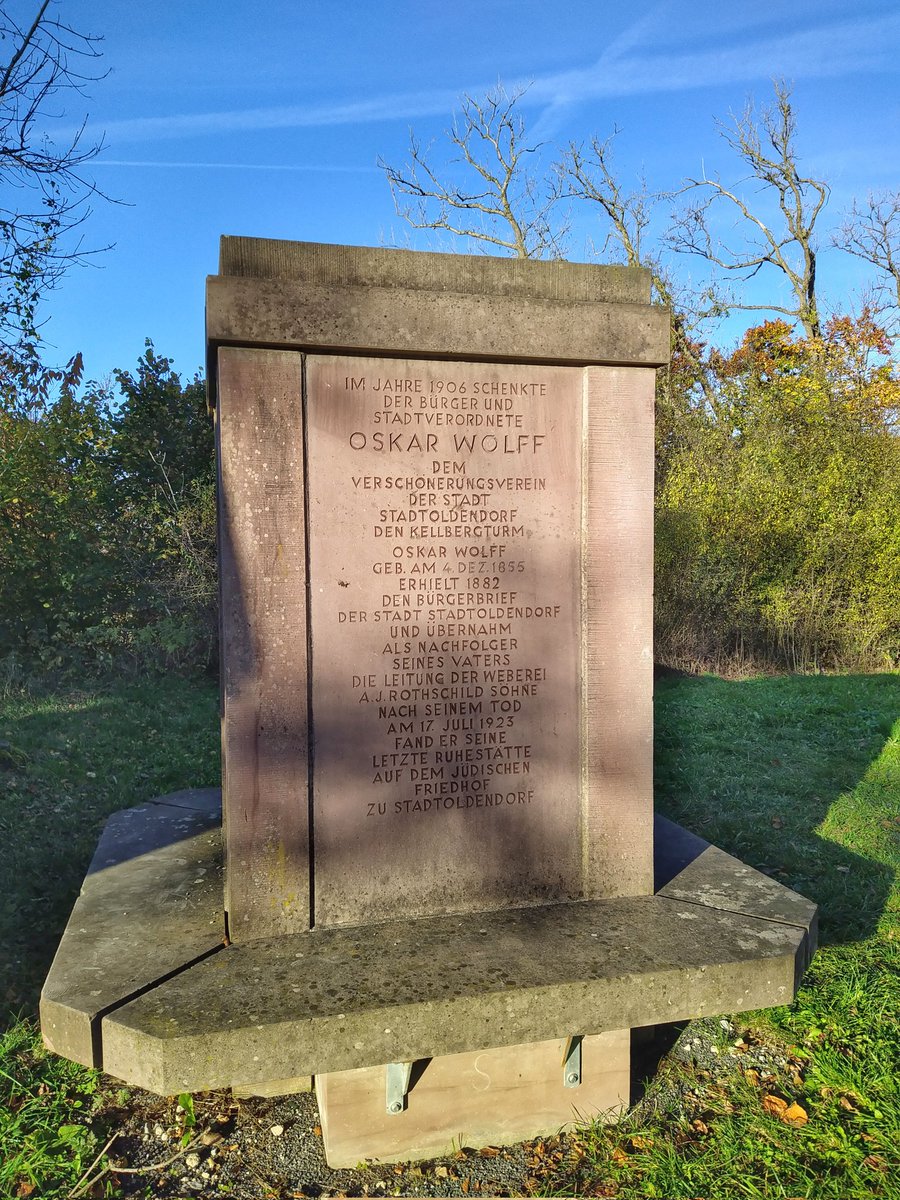 IM JAHRE 1906 SCHENKTE
DER BÜRGER UND
STADTVERORDNETE
OSKAR WOLFF
DEM
VERSCHÖNERUNGSVEREIN
DER STADT
STADTOLDENDORF
DEN KELLBERGTURM
OSKAR WOLFF
GEB. AM 4. DEZ. 1855
ERHIELT 1882
DEN BÜRGERBRIEF
DER STADT STADTOLDENDORF
UND ÜBERNAHM
ALS NACHFOLGER
SEINES VATERS
DIE LEITUNG DER WEBEREI
A.J. ROTHSCHILD SÖHNE
NACH SEINEM TOD
AM 17. JULI 1923
FAND ER SEINE
LETZTE RUHESTÄTTE
AUF DEM JÜDISCHEN
FRIEDHOF
ZU STADTOLDENDORF
S